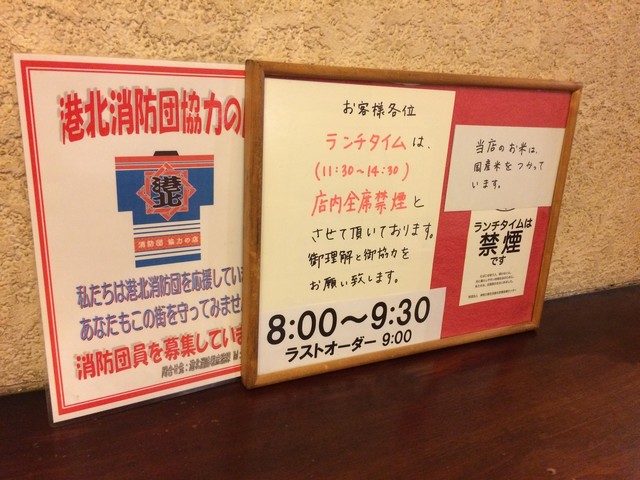 港北消防団協力の
港北
消防団 協力の店
私たちは港北消防団を応援してい
あなたもこの街を守ってみませ
消防団員を募集していま
お客様各位
ランチタイムは、
(11:30〜14:30)
店内全席禁煙と
させて頂いております。
御理解と御協力を
お願い致します。
8:00〜9:30
ラストオーダー 9:00
当店のお米は、
国産米をつかって
います。
ランチタイムは
禁煙
です